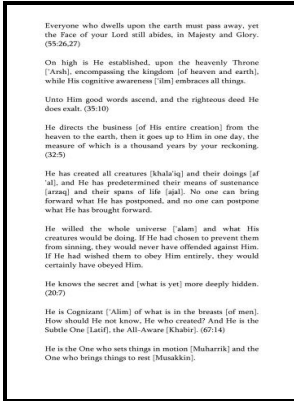 Everyone who dwells upon the earth must pass away, yet
the Face of your Lord still abides, in Majesty and Glory.
(55:26,27)
On high is He established, upon the heavenly Throne
['Arsh], encompassing the kingdom [of heaven and earth],
while His cognitive awareness ['ilm] embraces all things.
Unto Him good words ascend, and the righteous deed He
does exalt. (35:10)
He directs the business [of His entire creation] from the
heaven to the earth, then it goes up to Him in one day, the
measure of which is a thousand years by your reckoning.
(32:5)
He has created all creatures [khala'iq] and their doings [af
'al], and He has predetermined their means of sustenance
[arzaq] and their spans of life [ajal]. No one can bring
forward what He has postponed, and no one can postpone
what He has brought forward.
He willed the whole universe ['alam] and what His
creatures would be doing. If He had chosen to prevent them
from sinning, they would never have offended against Him.
If He had wished them to obey Him entirely, they would
certainly have obeyed Him.
He knows the secret and [what is yet] more deeply hidden.
(20:7)
He is Cognizant ['Alim] of what is in the breasts [of men].
How should He not know, He who created? And He is the
Subtle One [Latif], the All-Aware [Khabir]. (67:14)
He is the One who sets things in motion [Muharrik] and the
One who brings things to rest [Musakkin].